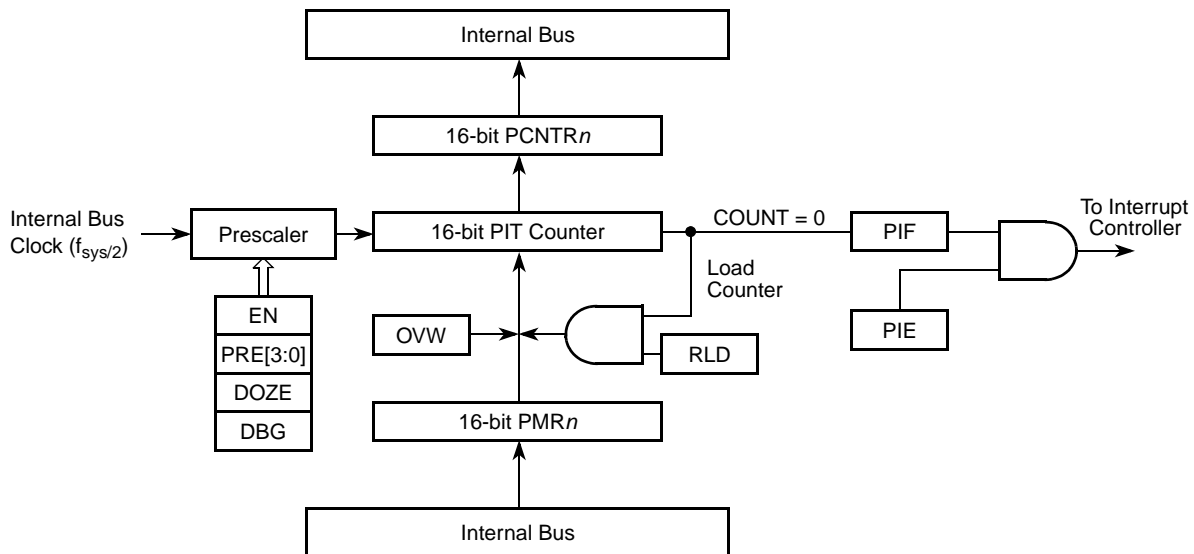 Internal Bus
16-bit PCNTRn
Internal Bus
Clock (fsys/2)
Prescaler
16-bit PIT Counter
COUNT = 0
PIF
To Interrupt
Controller
Load
Counter
EN
PRE[3:0]
DOZE
DBG
OVW
RLD
PIE
16-bit PMRn
Internal Bus